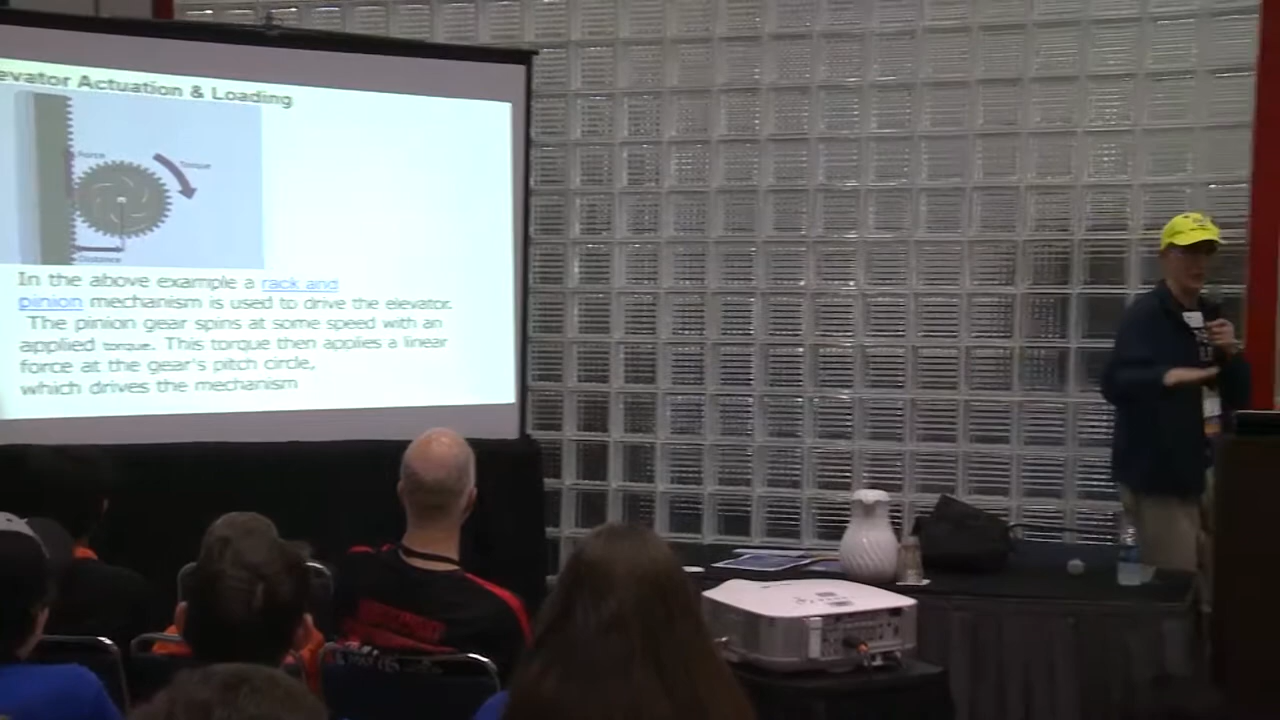 evator Actuation & Loading
Force
Torque
Distance
In the above example a rack and
pinion mechanism is used to drive the elevator.
The pinion gear spins at some speed with an
applied torque. This torque then applies a linear
force at the gear's pitch circle,
which drives the mechanism